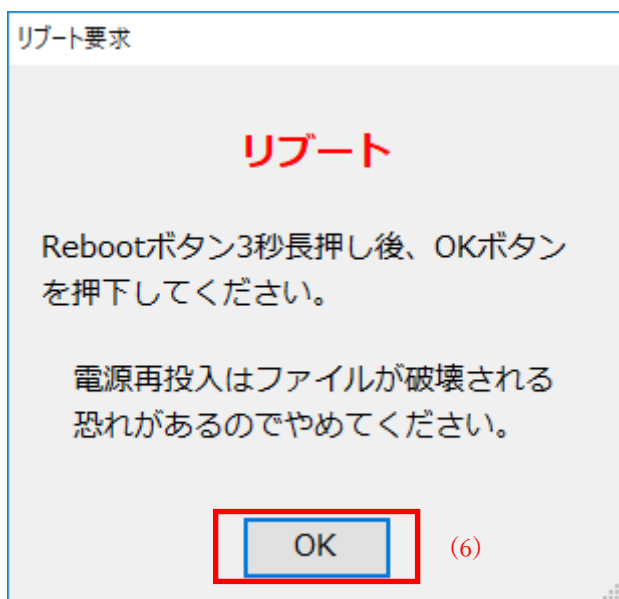 リブート要求
リブート
Rebootボタン3秒長押し後、OKボタン
を押下してください。
電源再投入はファイルが破壊される
恐れがあるのでやめてください。
OK
(6)